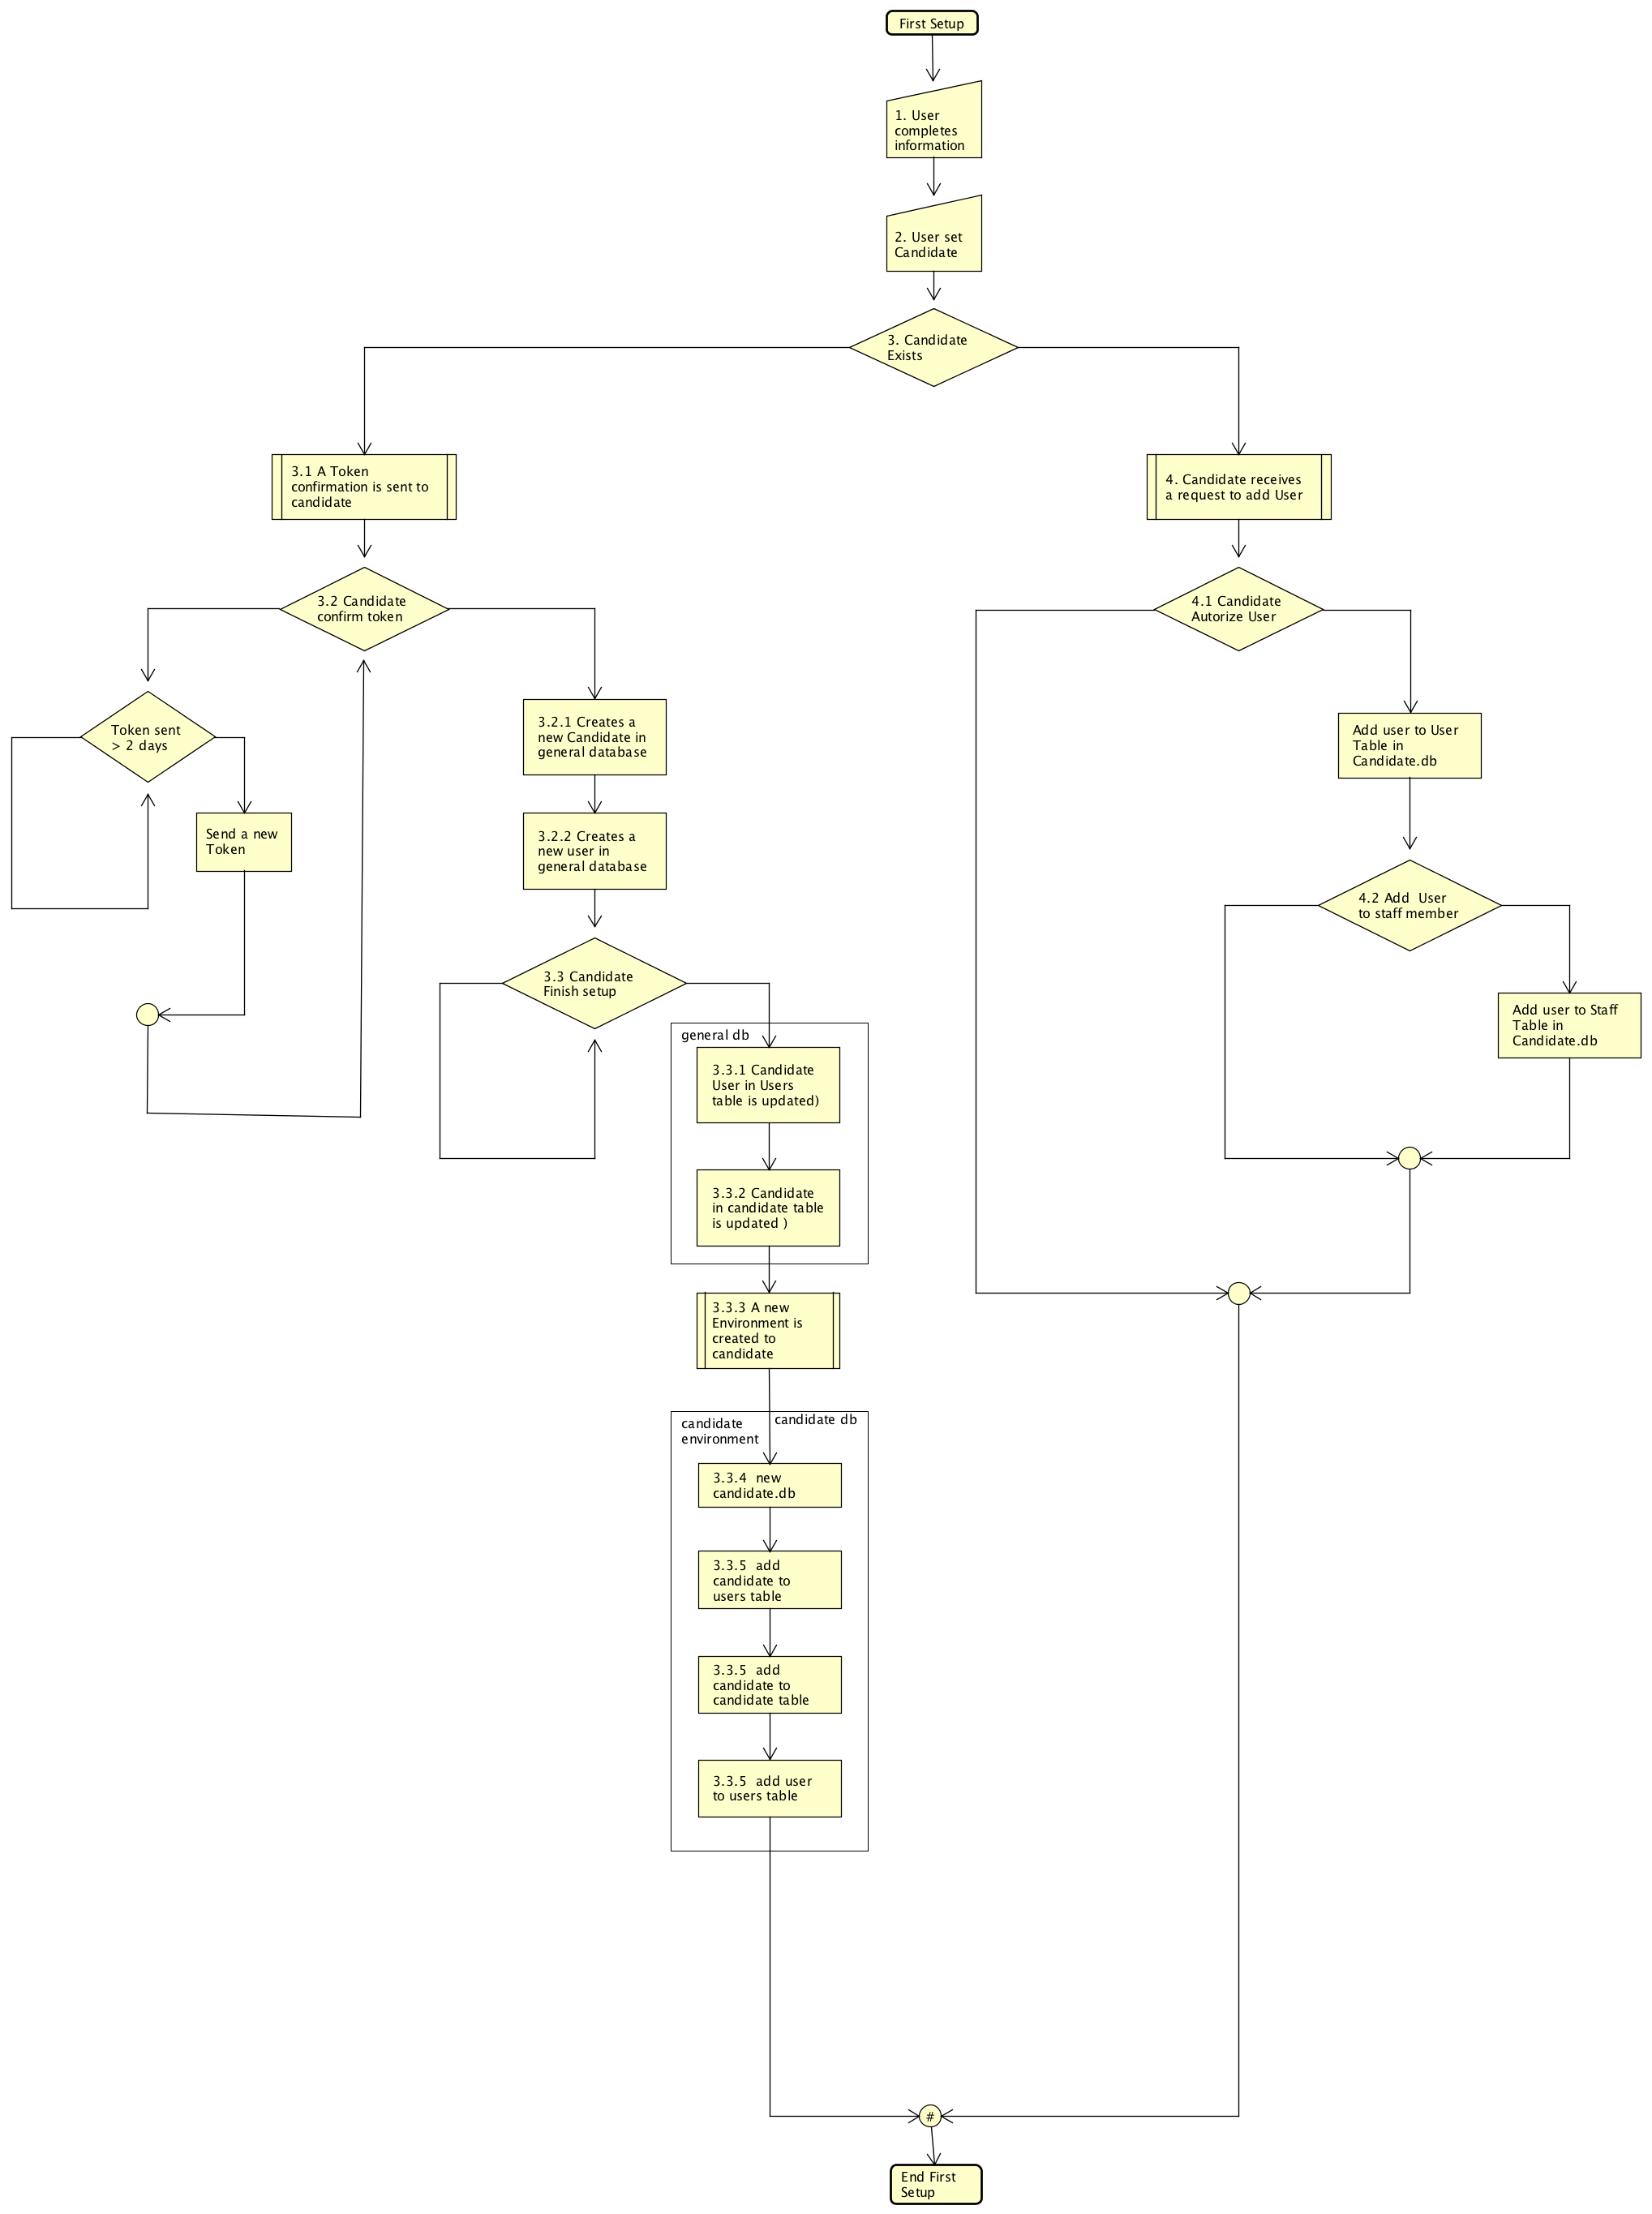 First Setup
1. User
completes
information
2. User set
Candidate
3. Candidate
Exists
3.1 A Token
confirmation is sent to
candidate
4. Candidate receives
a request to add User
3.2 Candidate
confirm token
4.1 Candidate
Autorize User
Token sent
> 2 days
3.2.1 Creates a
new Candidate in
general database
Add user to User
Table in
Candidate.db
Send a new
Token
3.2.2 Creates a
new user in
general database
4.2 Add  User
to staff member
3.3 Candidate
Finish setup
Add user to Staff
Table in
Candidate.db
general db
3.3.1 Candidate
User in Users
table is updated)
3.3.2 Candidate
in candidate table
is updated )
3.3.3 A new
Environment is
created to
candidate
candidate
environment
candidate db
3.3.4  new
candidate.db
3.3.5  add
candidate to
users table
3.3.5  add
candidate to
candidate table
3.3.5  add user
to users table
#
End First
Setup